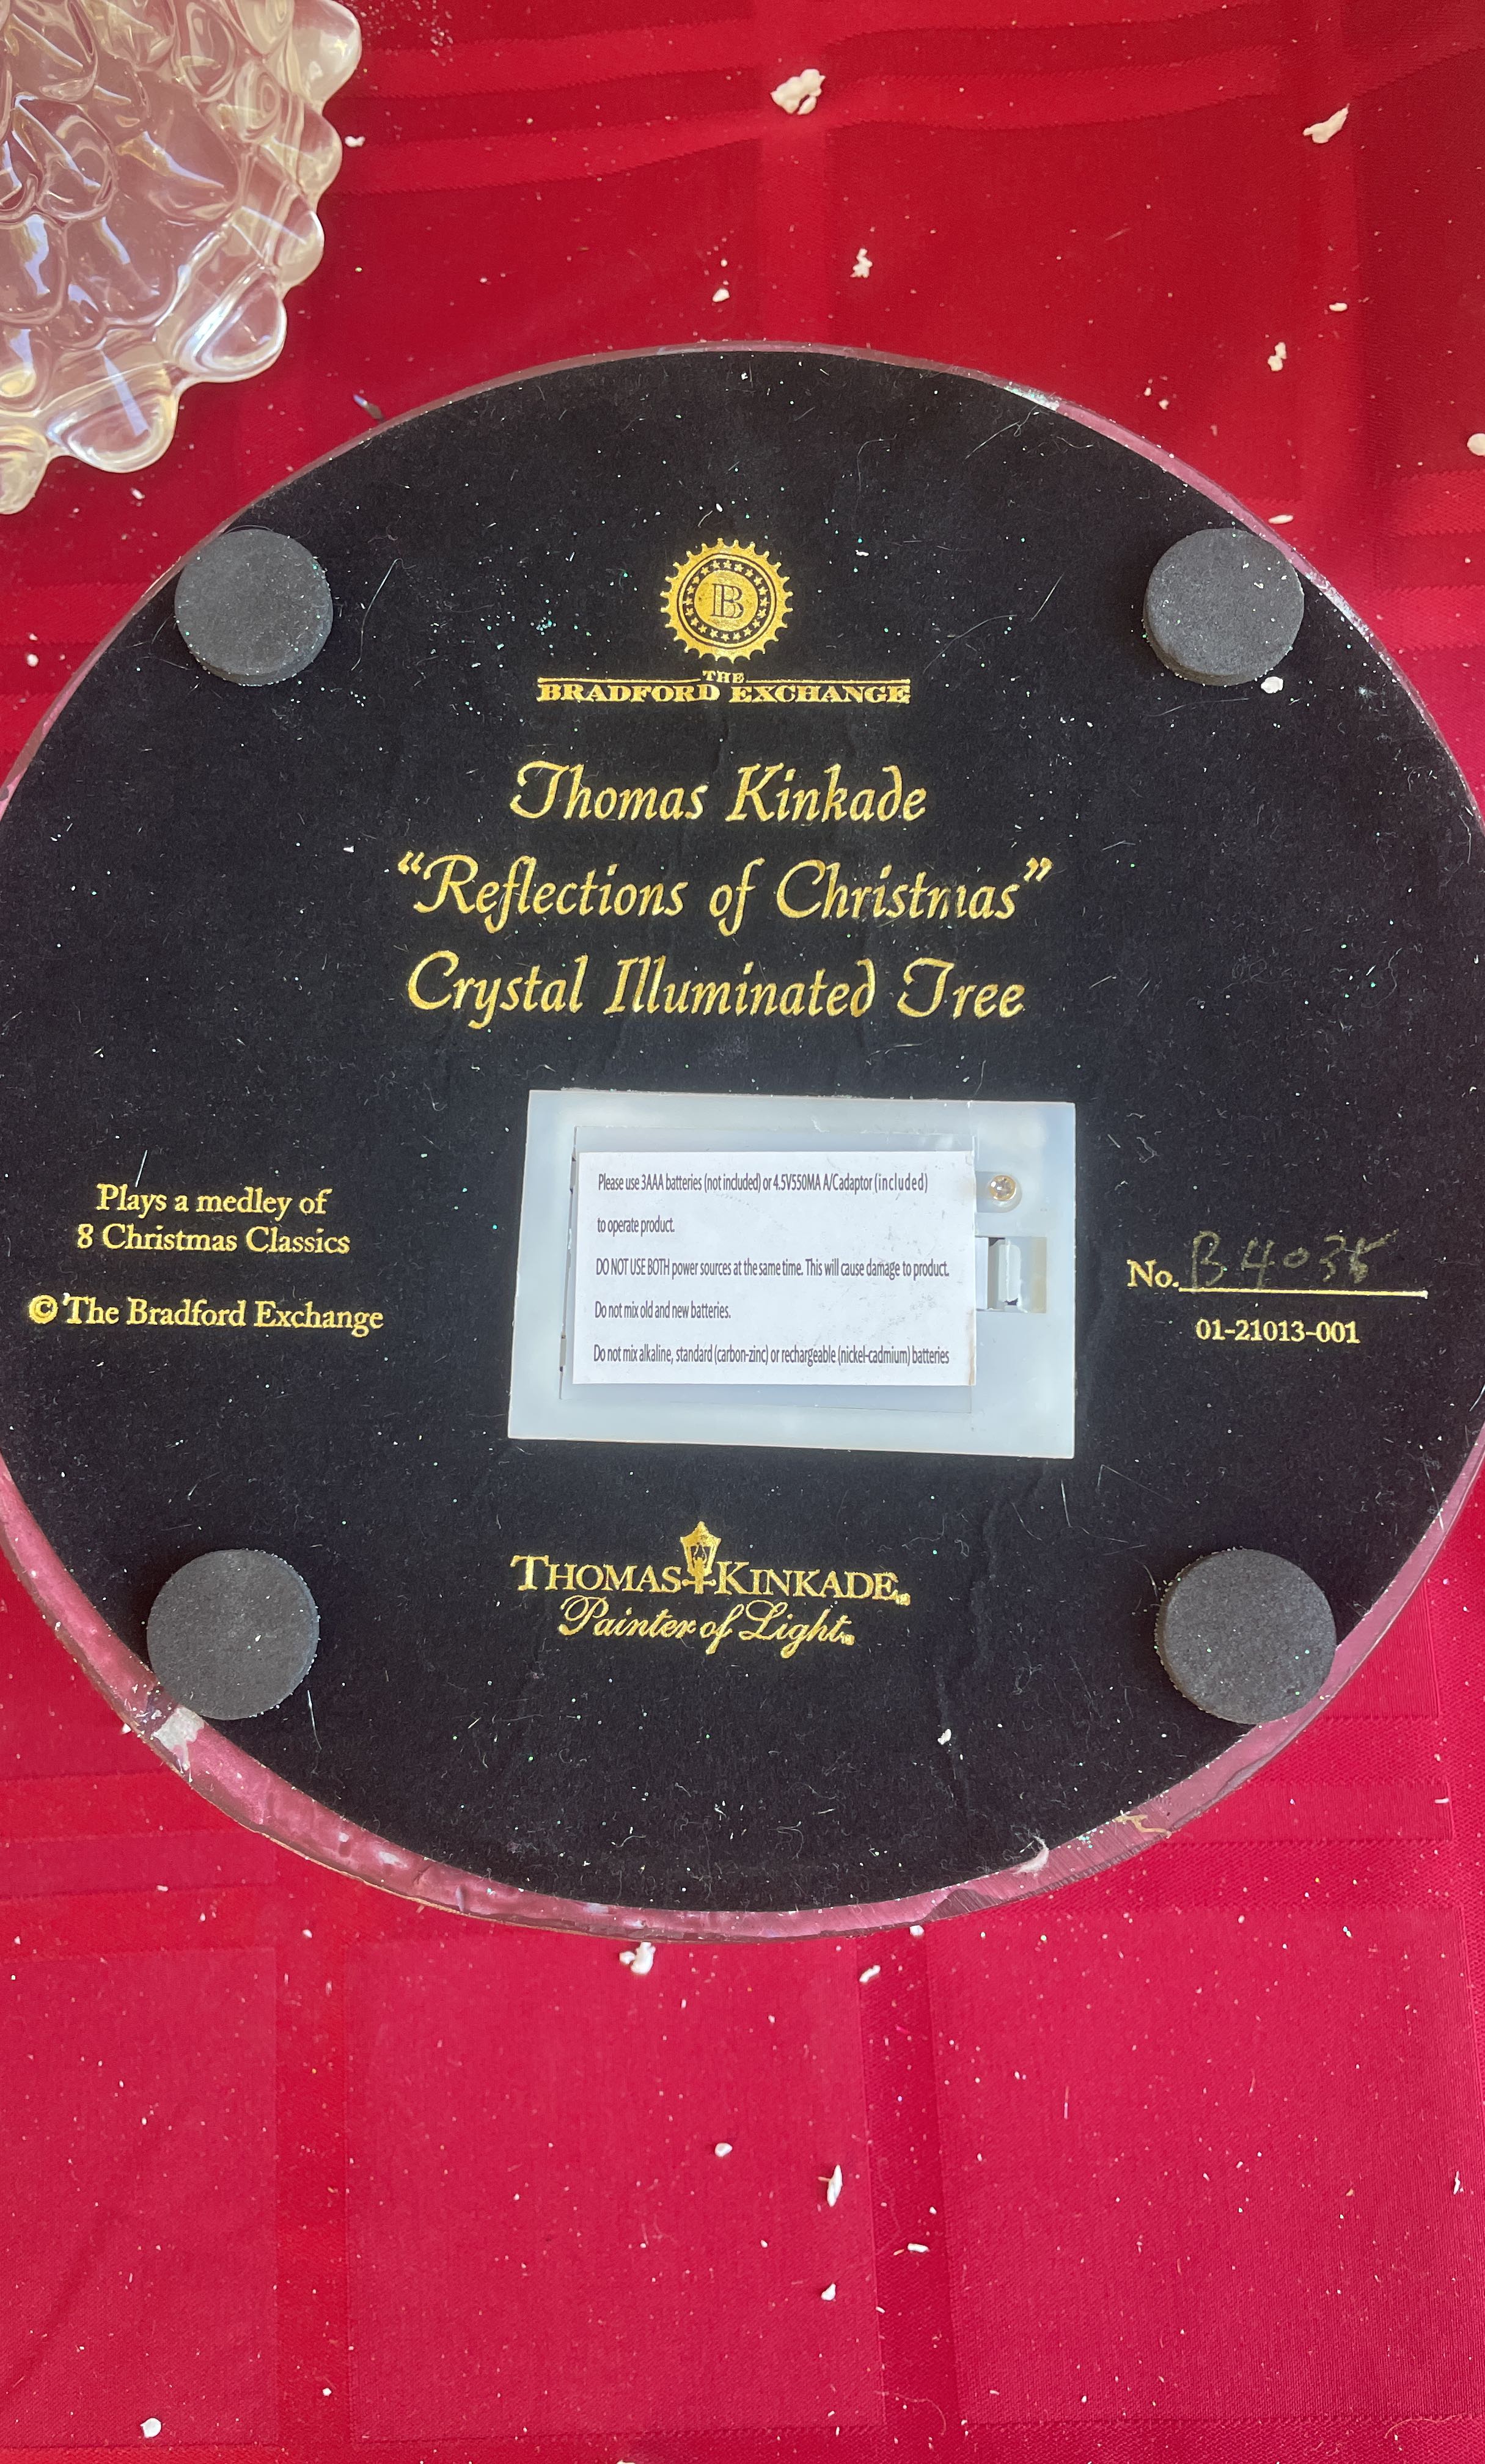 B
THE
BRADFORD EXCHANGE
Thomas Kinkade
“Reflections of Christmas”
Crystal Illuminated Tree
Please use 3AAA batteries (not included) or 4.5V550MA A/Cadaptor (included)
to operate product.
DO NOT USE BOTH power sources at the same time. This will cause damage to product.
Do not mix old and new batteries.
Do not mix alkaline, standard (carbon-zinc) or rechargeable (nickel-cadmium) batteries
Plays a medley of
8 Christmas Classics
© The Bradford Exchange
No. B4035
01-21013-001
THOMAS KINKADE®
Painter of Light®